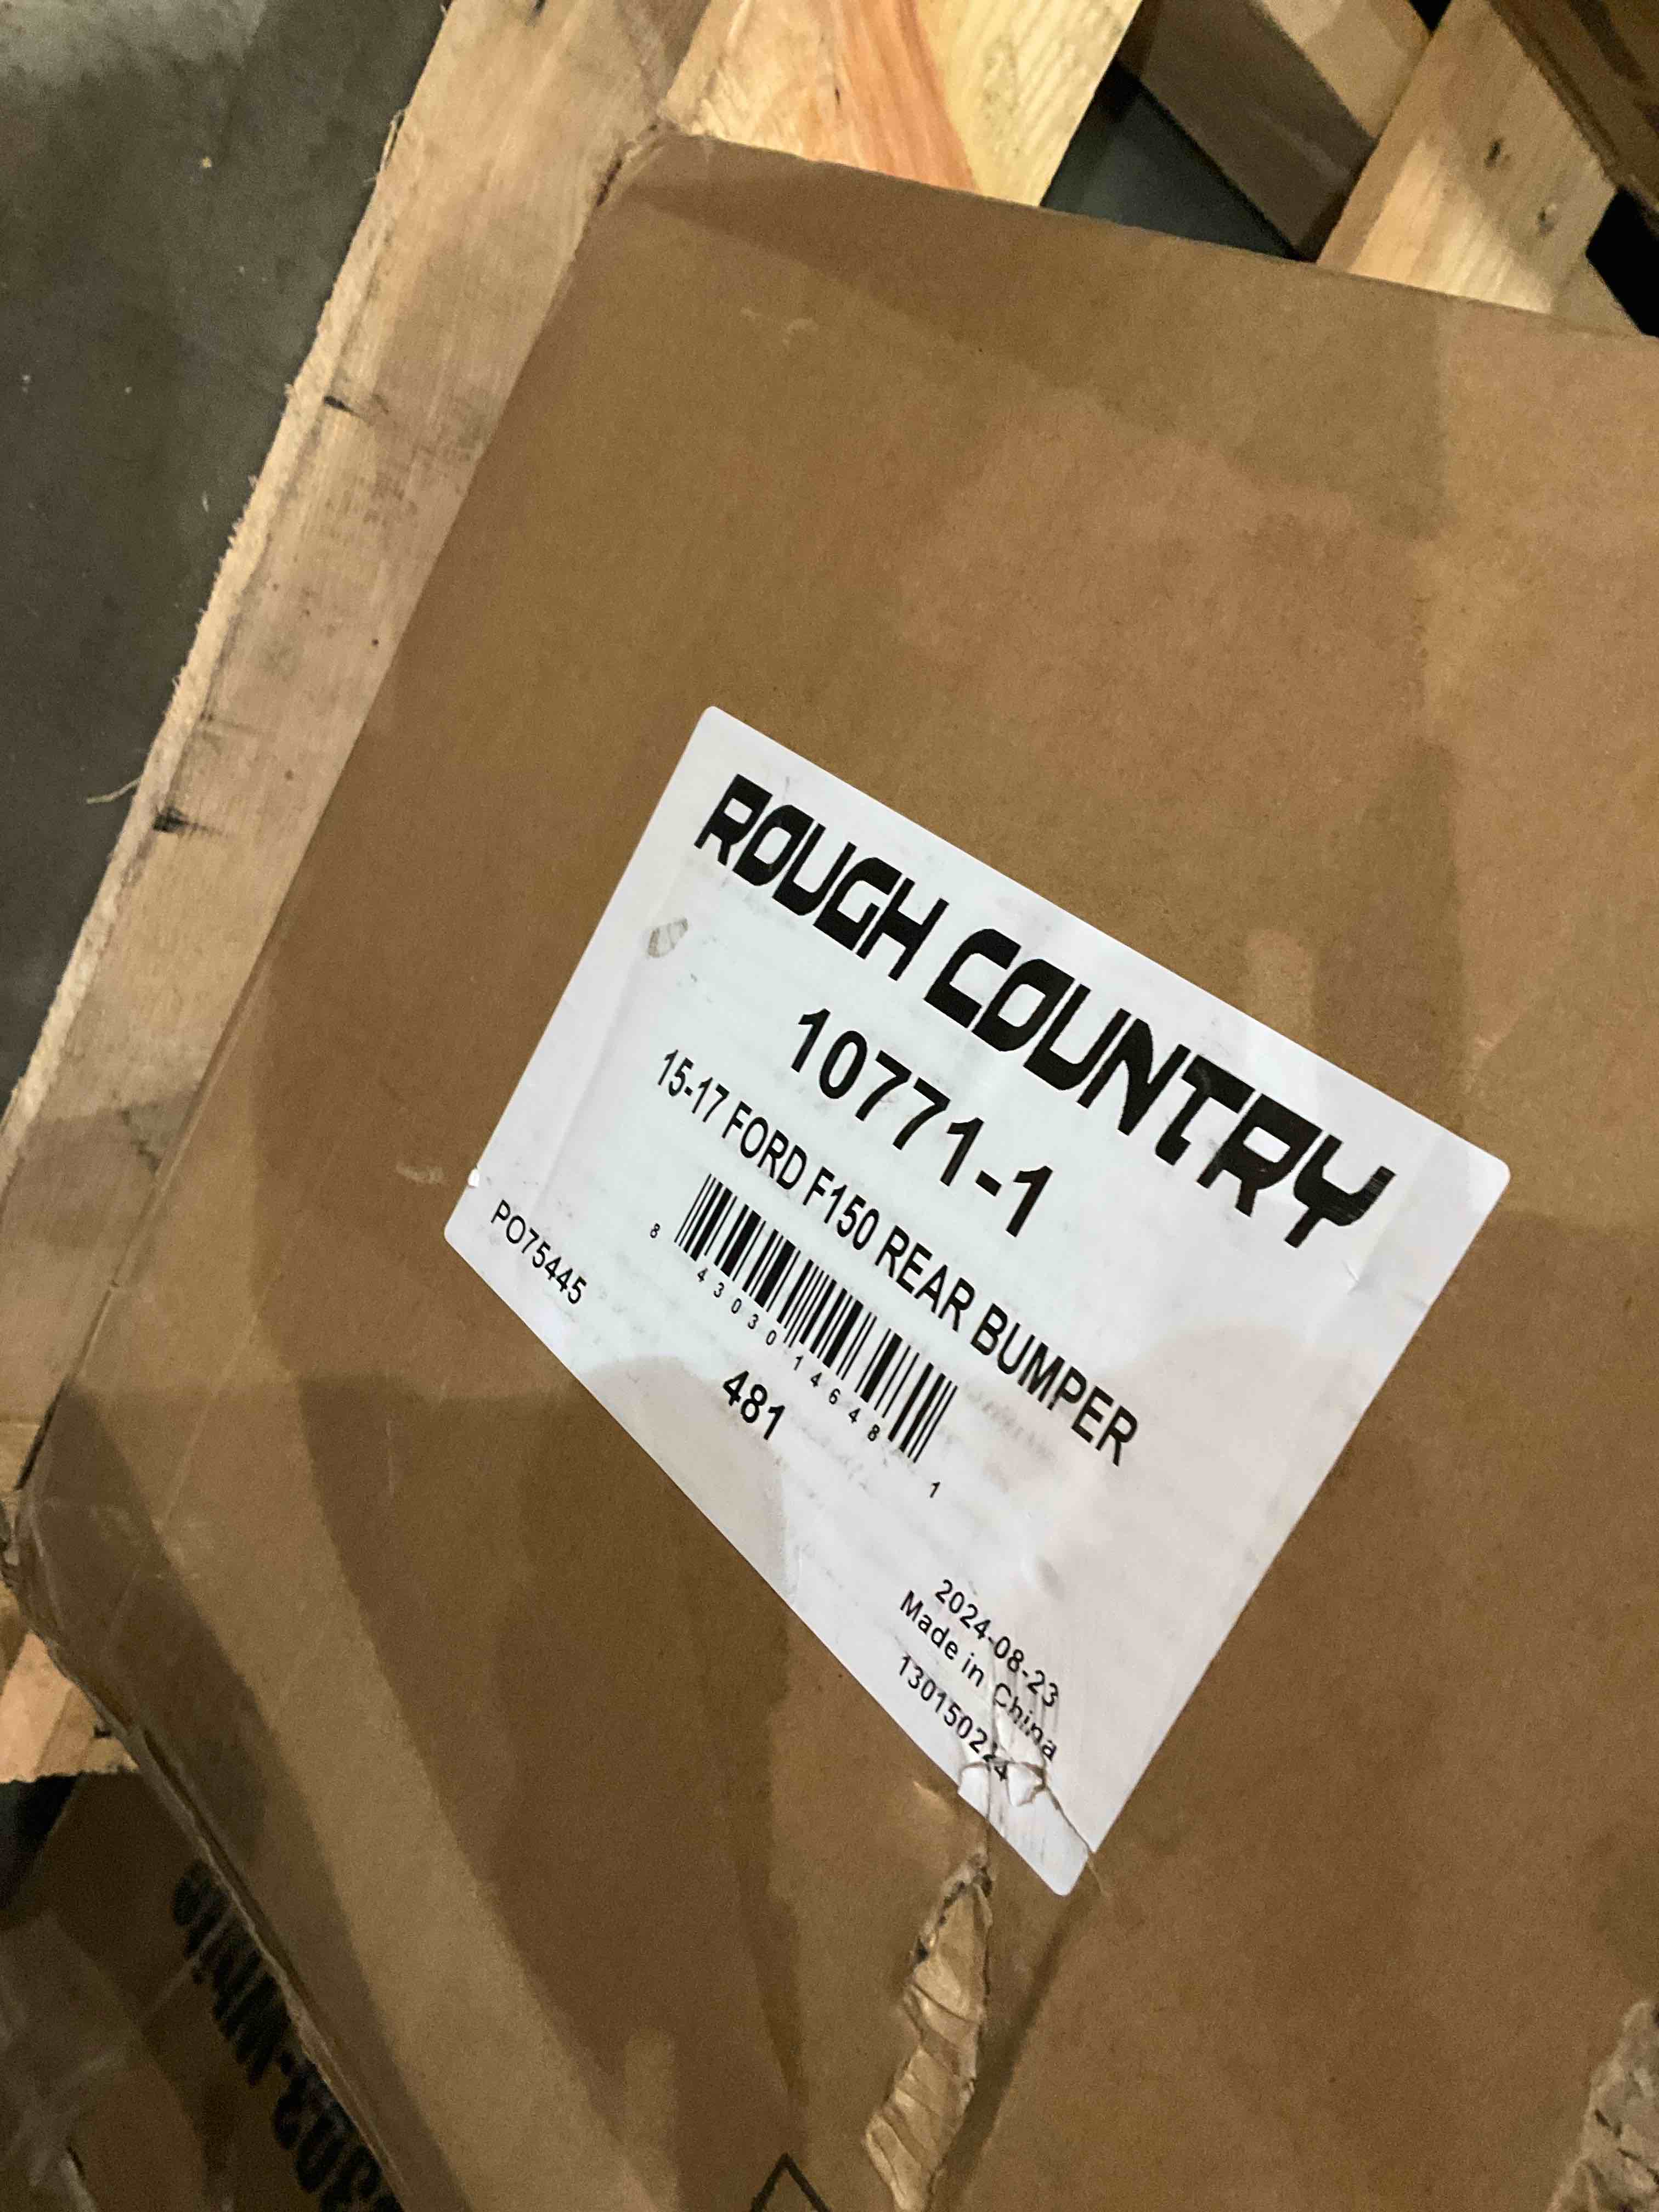 ROUGH COUNTRY
10771-1
15-17 FORD F150 REAR BUMPER
8 43030 14648 1
PO75445
481
2024-08-23
Made in China
130150224